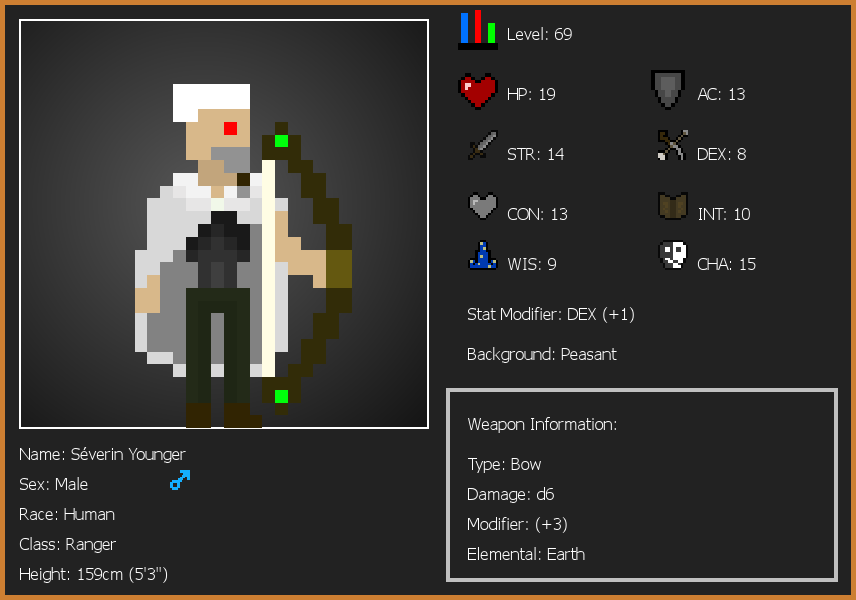 Level: 69
HP: 19
AC: 13
STR: 14
DEX: 8
CON: 13
INT: 10
WIS: 9
CHA: 15
Stat Modifier: DEX (+1)
Background: Peasant
Weapon Information:
Type: Bow
Damage: d6
Modifier: (+3)
Elemental: Earth
Name: Séverin Younger
Sex: Male
Race: Human
Class: Ranger
Height: 159cm (5'3")